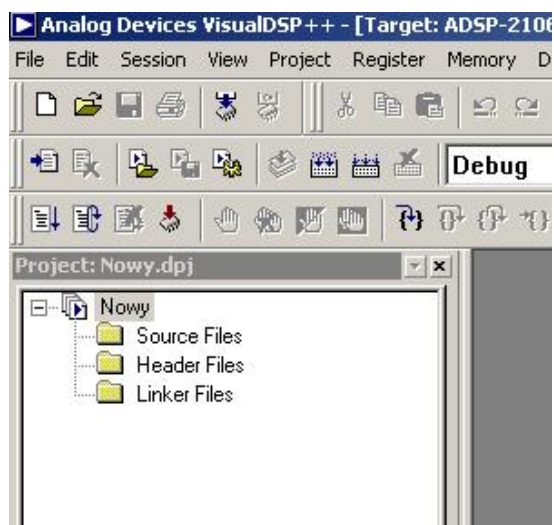 Analog Devices VisualDSP++ - [Target: ADSP-2106
File Edit Session View Project Register Memory D
Debug
Project: Nowy.dpj
Nowy
Source Files
Header Files
Linker Files